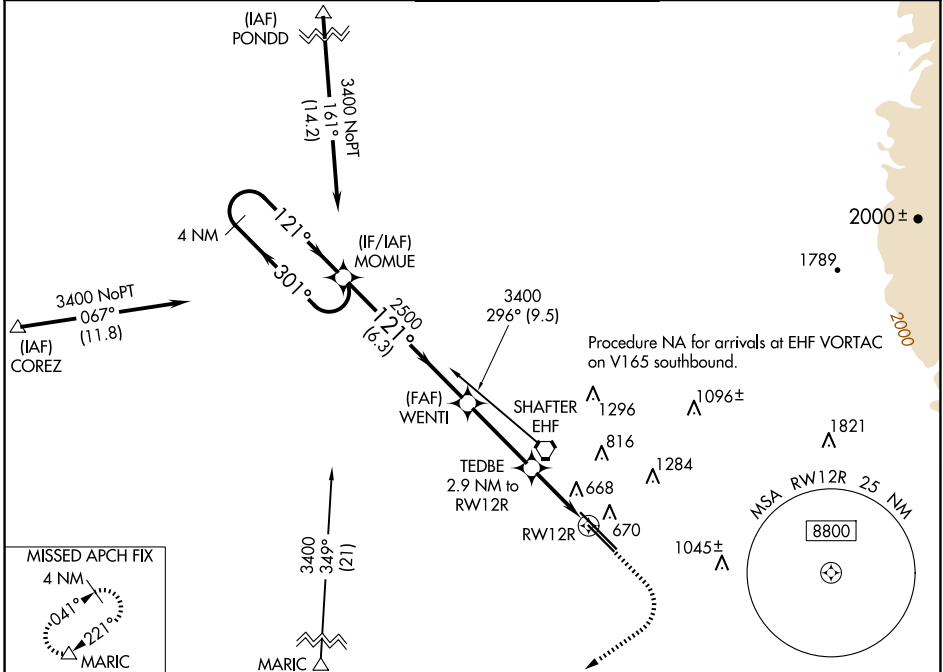 (IAF)
PONDD
3400 NoPT
161°
(14.2)
121°
4 NM
301°
(IF/IAF)
MOMUE
3400 NoPT
067°
(11.8)
(IAF)
COREZ
2500
121°
(6.3)
3400
296° (9.5)
2000 ±
1789
2000
Procedure NA for arrivals at EHF VORTAC
on V165 southbound.
(FAF)
WENTI
SHAFTER
EHF
1296
1096±
816
1821
1284
TEDBE
2.9 NM to
RW12R
668
670
RW12R
1045±
MSA RW12R 25 NM
8800
3400
349°
(21)
MARIC
MISSED APCH FIX
4 NM
041°
221°
MARIC